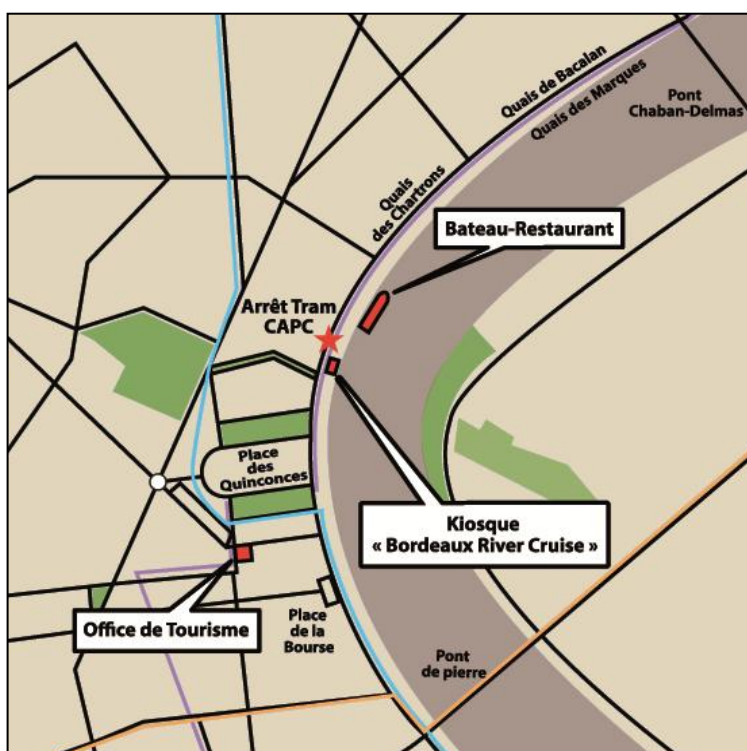 Quais de Bacalan
Quais des Marques
Pont
Chaban-Delmas
Quais
des Chartrons
Bateau-Restaurant
Arrêt Tram
CAPC
Place
des
Quinconces
Kiosque
« Bordeaux River Cruise »
Office de Tourisme
Place
de la
Bourse
Pont
de pierre